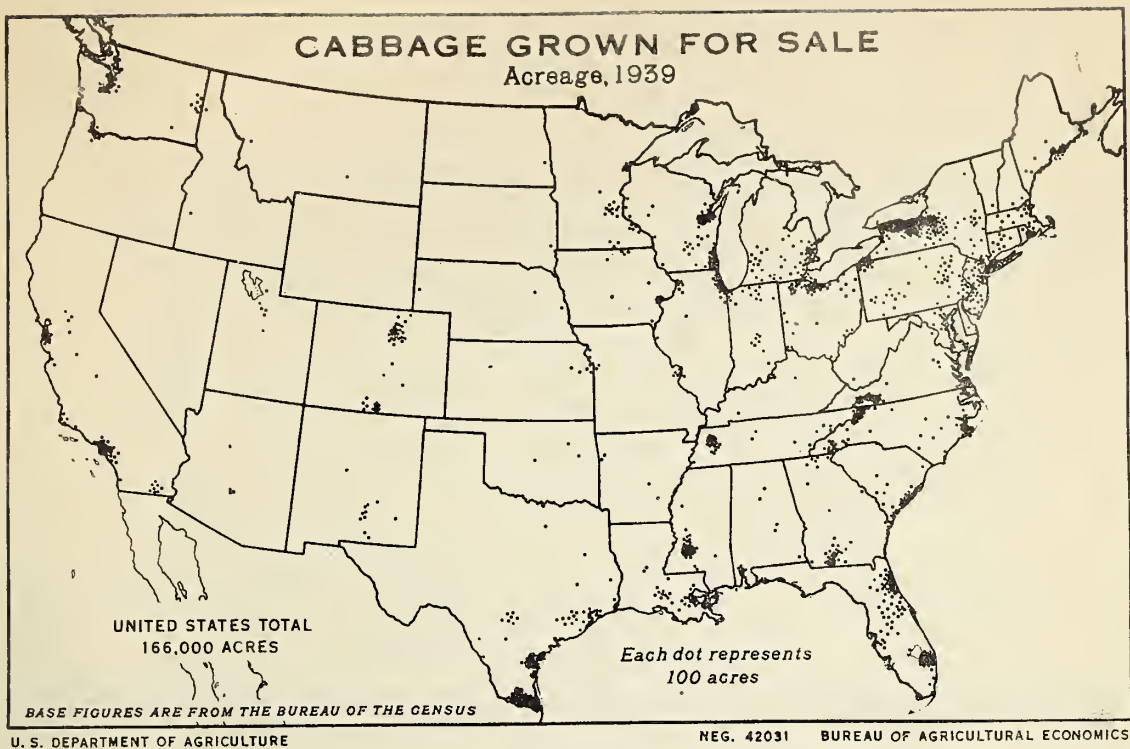 CABBAGE GROWN FOR SALE
Acreage, 1939
UNITED STATES TOTAL
166,000 ACRES
Each dot represents
100 acres
BASE FIGURES ARE FROM THE BUREAU OF THE CENSUS
U. S. DEPARTMENT OF AGRICULTURE
NEG. 42031 BUREAU OF AGRICULTURAL ECONOMICS